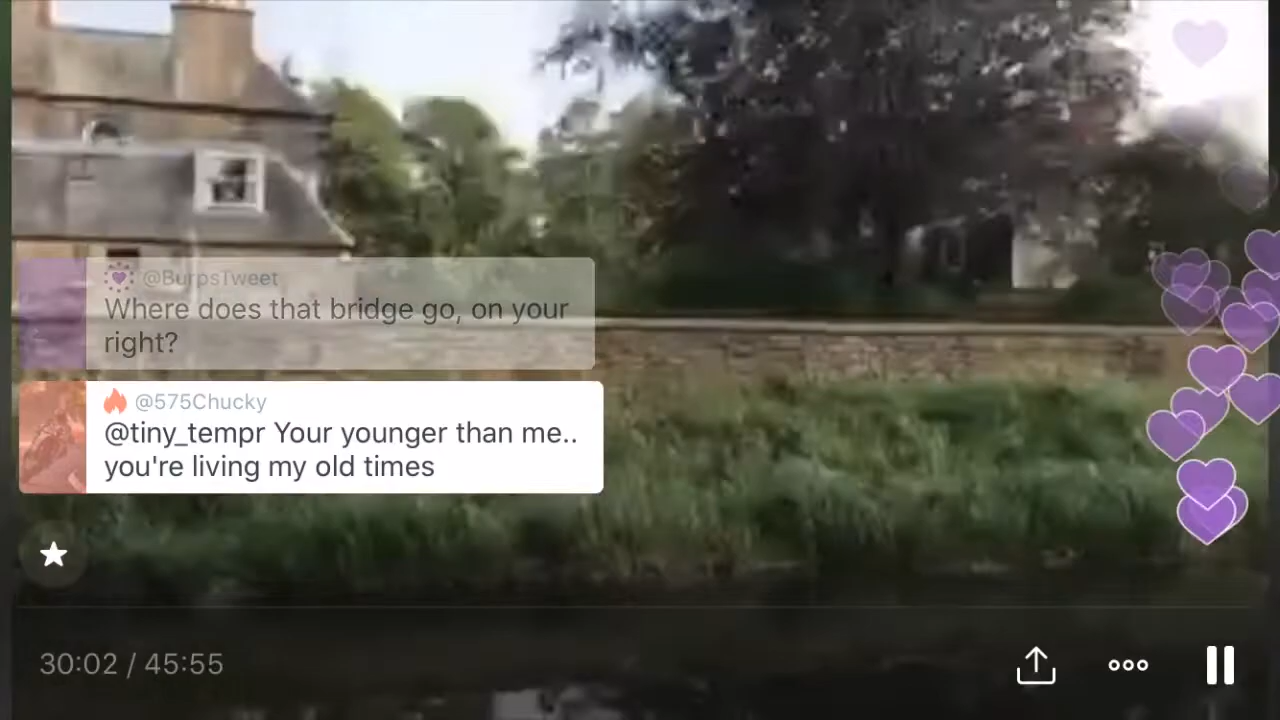 @BurpsTweet
Where does that bridge go, on your
right?
@575Chucky
@tiny_tempr Your younger than me..
you're living my old times
30:02 / 45:55